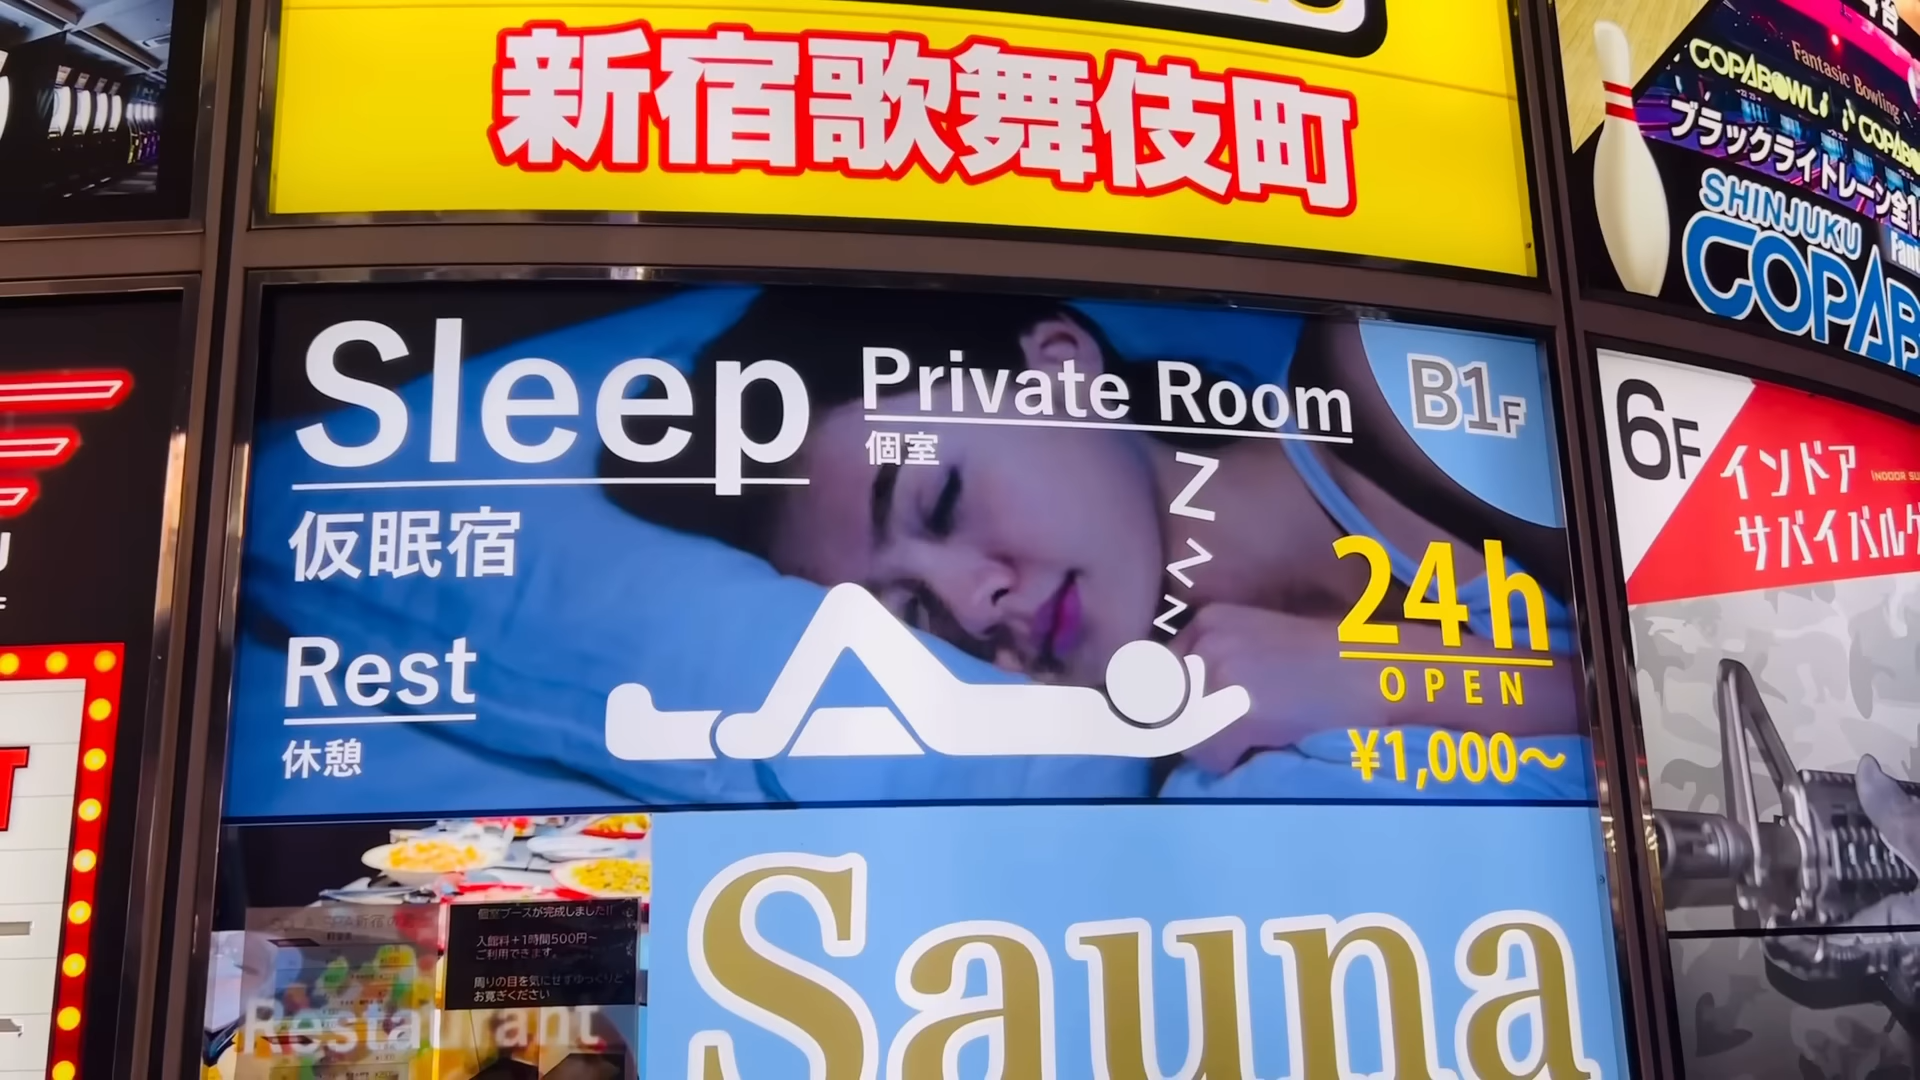 新宿歌舞伎町
Sleep
Private Room
個室
仮眠宿
Rest
休憩
Z
Z
Z
B1F
24h
OPEN
¥1,000～
Sauna
Restaurant
個室ブースが完成しました!!
入館料+1時間500円～
ご利用できます。
周りの目を気にせずゆっくりと
お寛ぎください
Fantasic Bowling
COPABOWL
ブラックライトレーン全1
SHINJUKU
COPAB
6F
インドア
サバイバルゲ